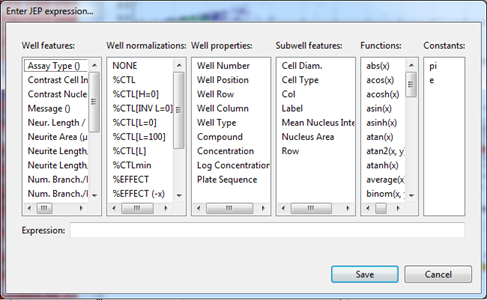 Enter JEP expression...
Well features:
Assay Type ()
Contrast Cell In
Contrast Nucle
Message ()
Neur. Length /
Neurite Area (µ
Neurite Length
Neurite Length.
Num. Branch./
Num. Branch./I
Well normalizations:
NONE
%CTL
%CTL[H=0]
%CTL[INV L=0]
%CTL[L=0]
%CTL[L=100]
%CTL[L]
%CTLmin
%EFFECT
%EFFECT (-x)
Well properties:
Well Number
Well Position
Well Row
Well Column
Well Type
Compound
Concentration
Log Concentration
Plate Sequence
Subwell features:
Cell Diam.
Cell Type
Col
Label
Mean Nucleus Inte
Nucleus Area
Row
Functions:
abs(x)
acos(x)
acosh(x)
asin(x)
asinh(x)
atan(x)
atan2(x, y
atanh(x)
average(x
binom(x, y
Constants:
pi
e
Expression:
Save
Cancel